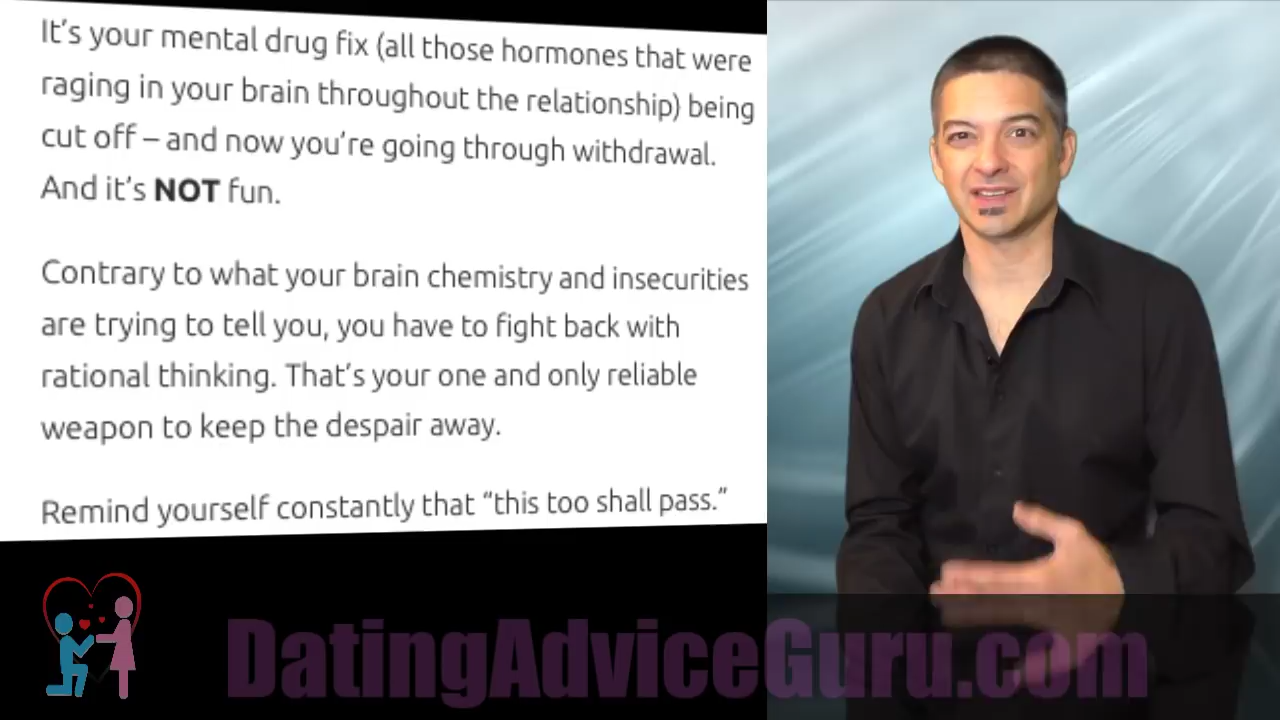 It's your mental drug fix (all those hormones that were
raging in your brain throughout the relationship) being
cut off – and now you're going through withdrawal.
And it's NOT fun.
Contrary to what your brain chemistry and insecurities
are trying to tell you, you have to fight back with
rational thinking. That's your one and only reliable
weapon to keep the despair away.
Remind yourself constantly that “this too shall pass.”
DatingAdviceGuru.com